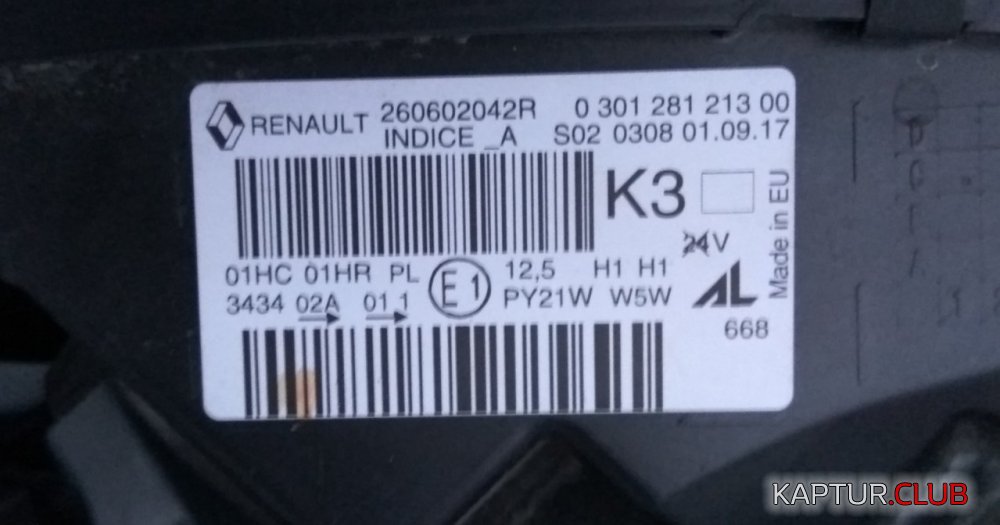 RENAULT 260602042R 0 301 281 213 00
INDICE _A S02 0308 01.09.17
K3
24V
Made in EU
01HC 01HR PL E1 12,5 H1 H1
3434 02A 01 1 PY21W W5W
AL
668
KAPTUR.CLUB